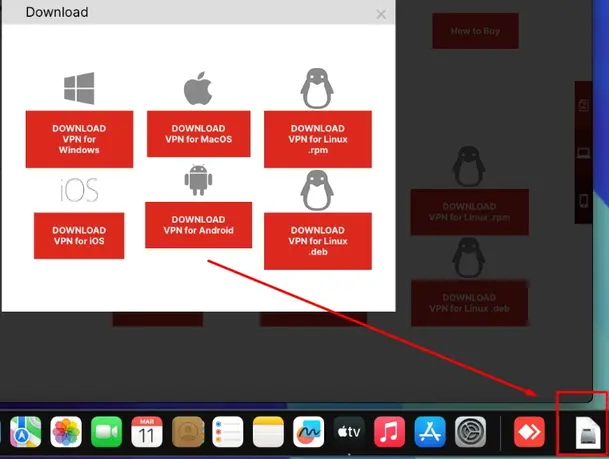 Download
×
How to Buy
DOWNLOAD
VPN for
Windows
DOWNLOAD
VPN for MacOS
DOWNLOAD
VPN for Linux
.rpm
iOS
DOWNLOAD
VPN for iOS
DOWNLOAD
VPN for Android
DOWNLOAD
VPN for Linux
.deb
DOWNLOAD
VPN for Linux .rpm
DOWNLOAD
VPN for Linux .deb
MAR
11
tv